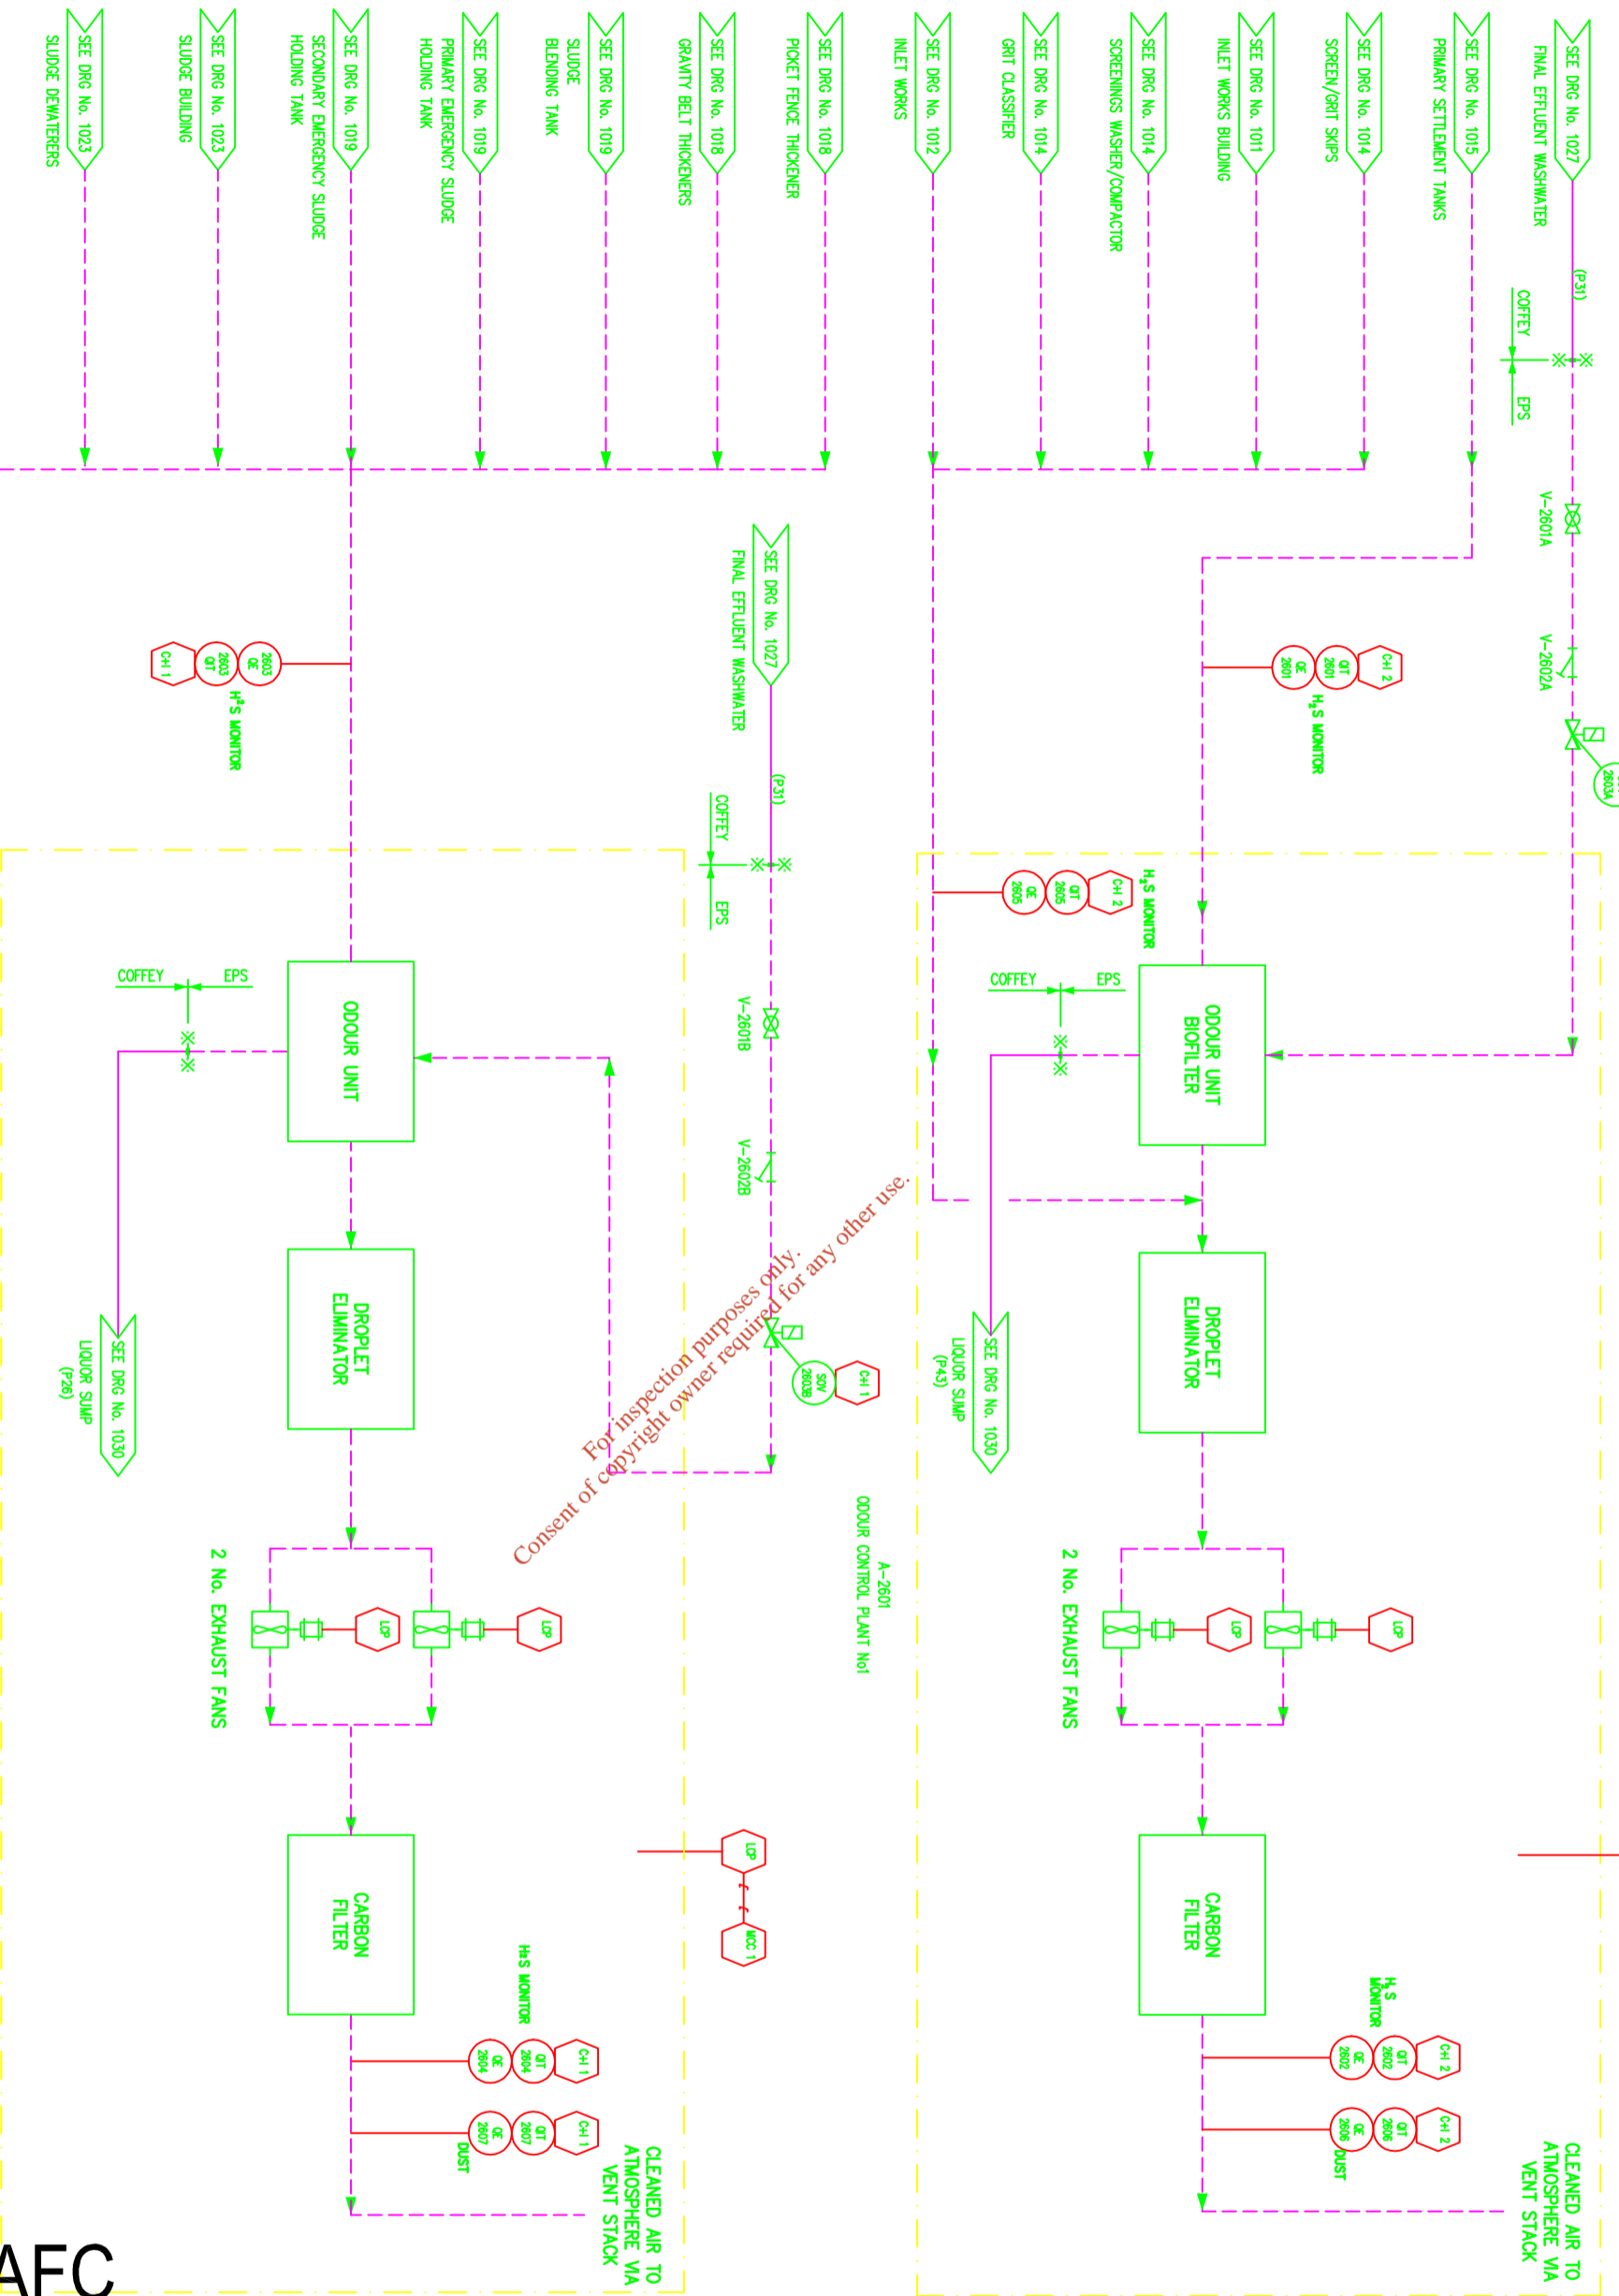 SEE DRG No. 1027
FINAL EFFLUENT WASHWATER
(P31)
COFFEY
EPS
V-2601A
V-2602A
2603A
SEE DRG No. 1015
PRIMARY SETTLEMENT TANKS
SEE DRG No. 1014
SCREEN/GRIT SKIPS
SEE DRG No. 1011
INLET WORKS BUILDING
SEE DRG No. 1014
SCREENINGS WASHER/COMPACTOR
SEE DRG No. 1014
GRIT CLASSIFIER
SEE DRG No. 1012
INLET WORKS
C+I 2
QIT
2601
QE
2601
H₂S MONITOR
C+I 2
QIT
2605
QE
2605
H₂S MONITOR
COFFEY
EPS
ODOUR UNIT
BIOFILTER
DROPLET
ELIMINATOR
SEE DRG No. 1030
LIQUOR SUMP
(P43)
LCP
LCP
2 No. EXHAUST FANS
CARBON
FILTER
H₂S
MONITOR
C+I 2
QIT
2602
QE
2602
C+I 2
QIT
2606
QE
2606
DUST
CLEANED AIR TO
ATMOSPHERE VIA
VENT STACK
SEE DRG No. 1018
PICKET FENCE THICKENER
SEE DRG No. 1018
GRAVITY BELT THICKENERS
SEE DRG No. 1019
SLUDGE
BLENDING TANK
SEE DRG No. 1019
PRIMARY EMERGENCY SLUDGE
HOLDING TANK
SEE DRG No. 1019
SECONDARY EMERGENCY SLUDGE
HOLDING TANK
SEE DRG No. 1023
SLUDGE BUILDING
SEE DRG No. 1023
SLUDGE DEWATERERS
SEE DRG No. 1027
FINAL EFFLUENT WASHWATER
(P31)
COFFEY
EPS
V-2601B
V-2602B
C+I 1
SOV
2603B
A-2601
ODOUR CONTROL PLANT No1
2603
QE
2603
QIT
C+I 1
H²S MONITOR
COFFEY
EPS
ODOUR UNIT
DROPLET
ELIMINATOR
SEE DRG No. 1030
LIQUOR SUMP
(P26)
LCP
LCP
2 No. EXHAUST FANS
LCP
MCC 1
CARBON
FILTER
H₂S MONITOR
C+I 1
QIT
2604
QE
2604
C+I 1
QIT
2607
QE
2607
DUST
CLEANED AIR TO
ATMOSPHERE VIA
VENT STACK
For inspection purposes only.
Consent of copyright owner required for any other use.
AFC